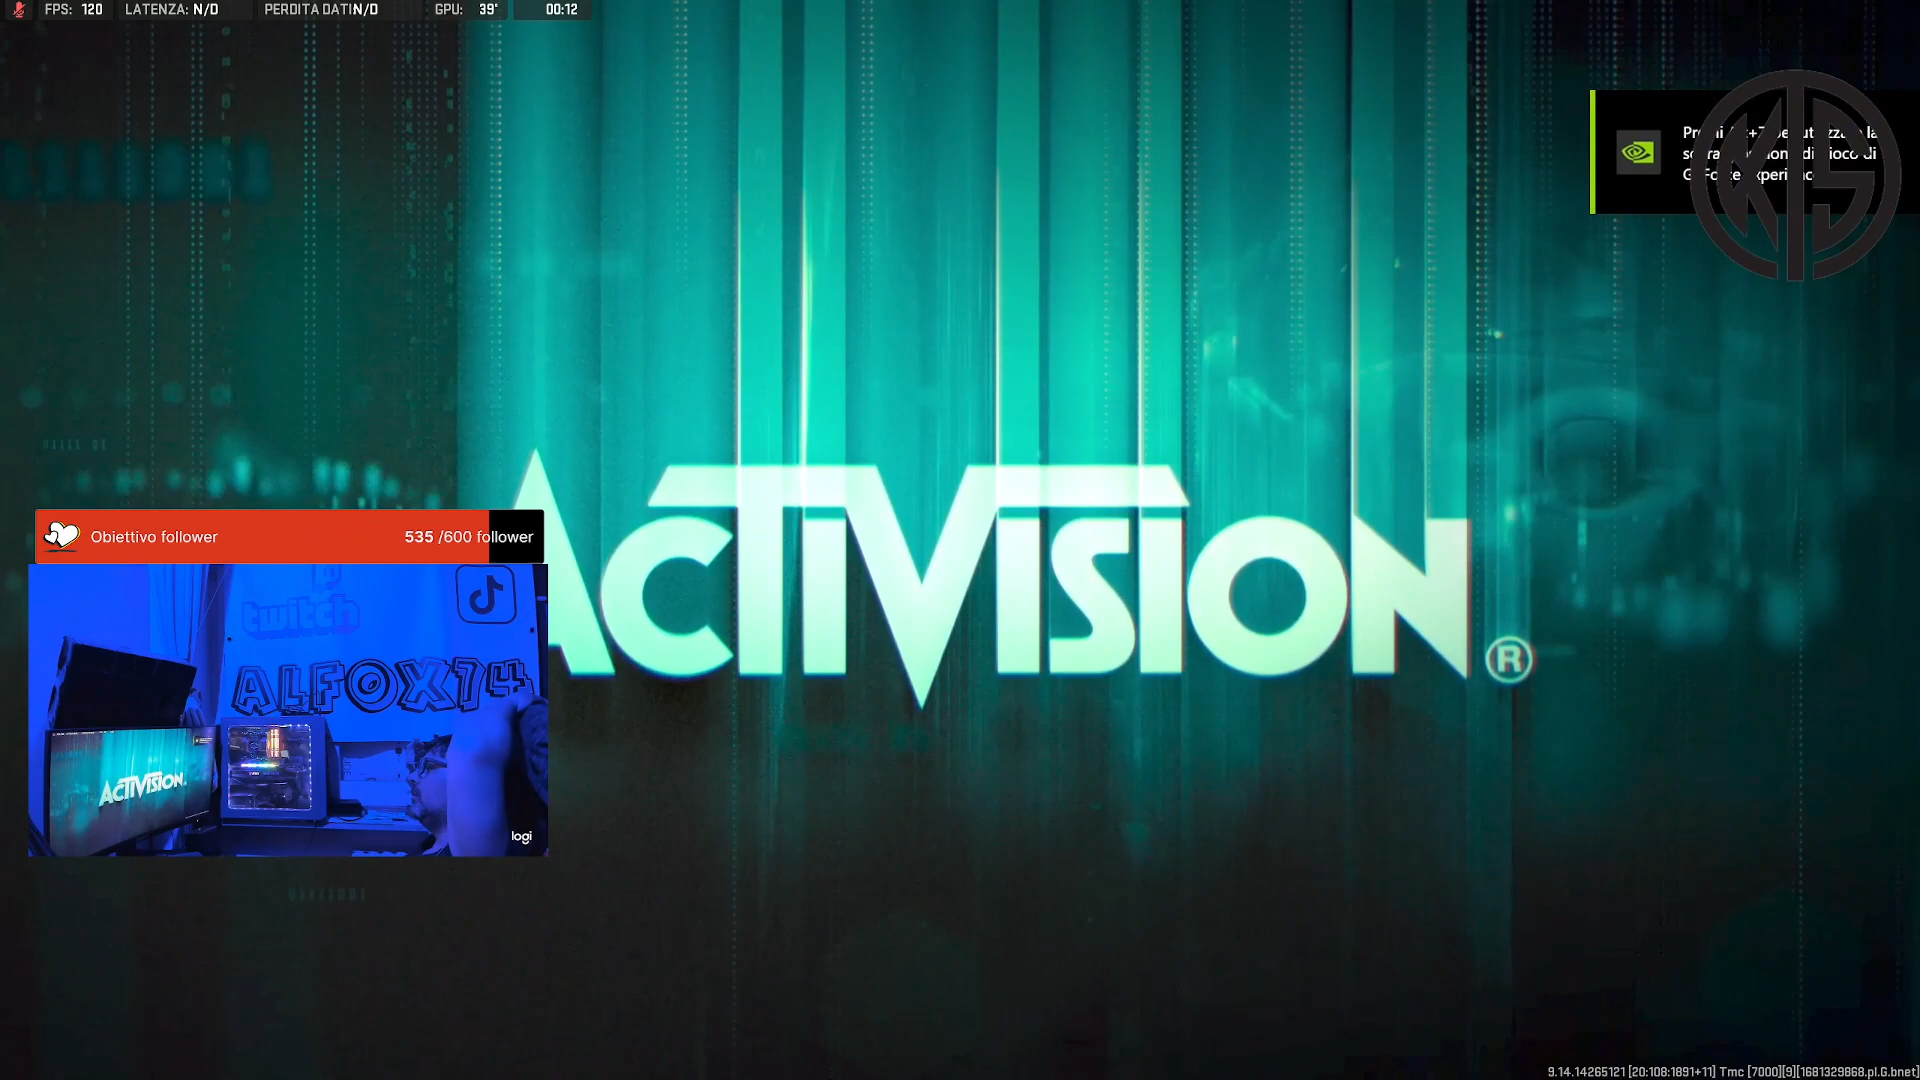 FPS: 120 LATENZA: N/D PERDITA DATI N/D GPU: 39° 00:12
KTS
ACTIVISION®
Obiettivo follower 535 /600 follower
twitch
ALFOX74
ACTIVISION
logi
9.14.14265121 [20:108:1891+11] Tmc [7000][9][1681329868.pl.G.bnet]